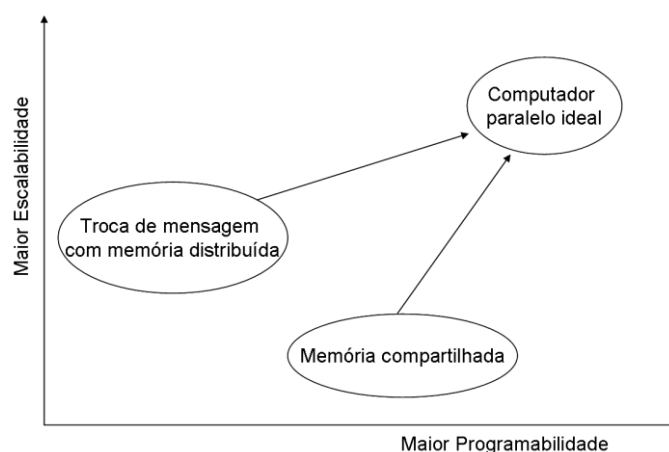 Maior Escalabilidade
Computador
paralelo ideal
Troca de mensagem
com memória distribuída
Memória compartilhada
Maior Programabilidade